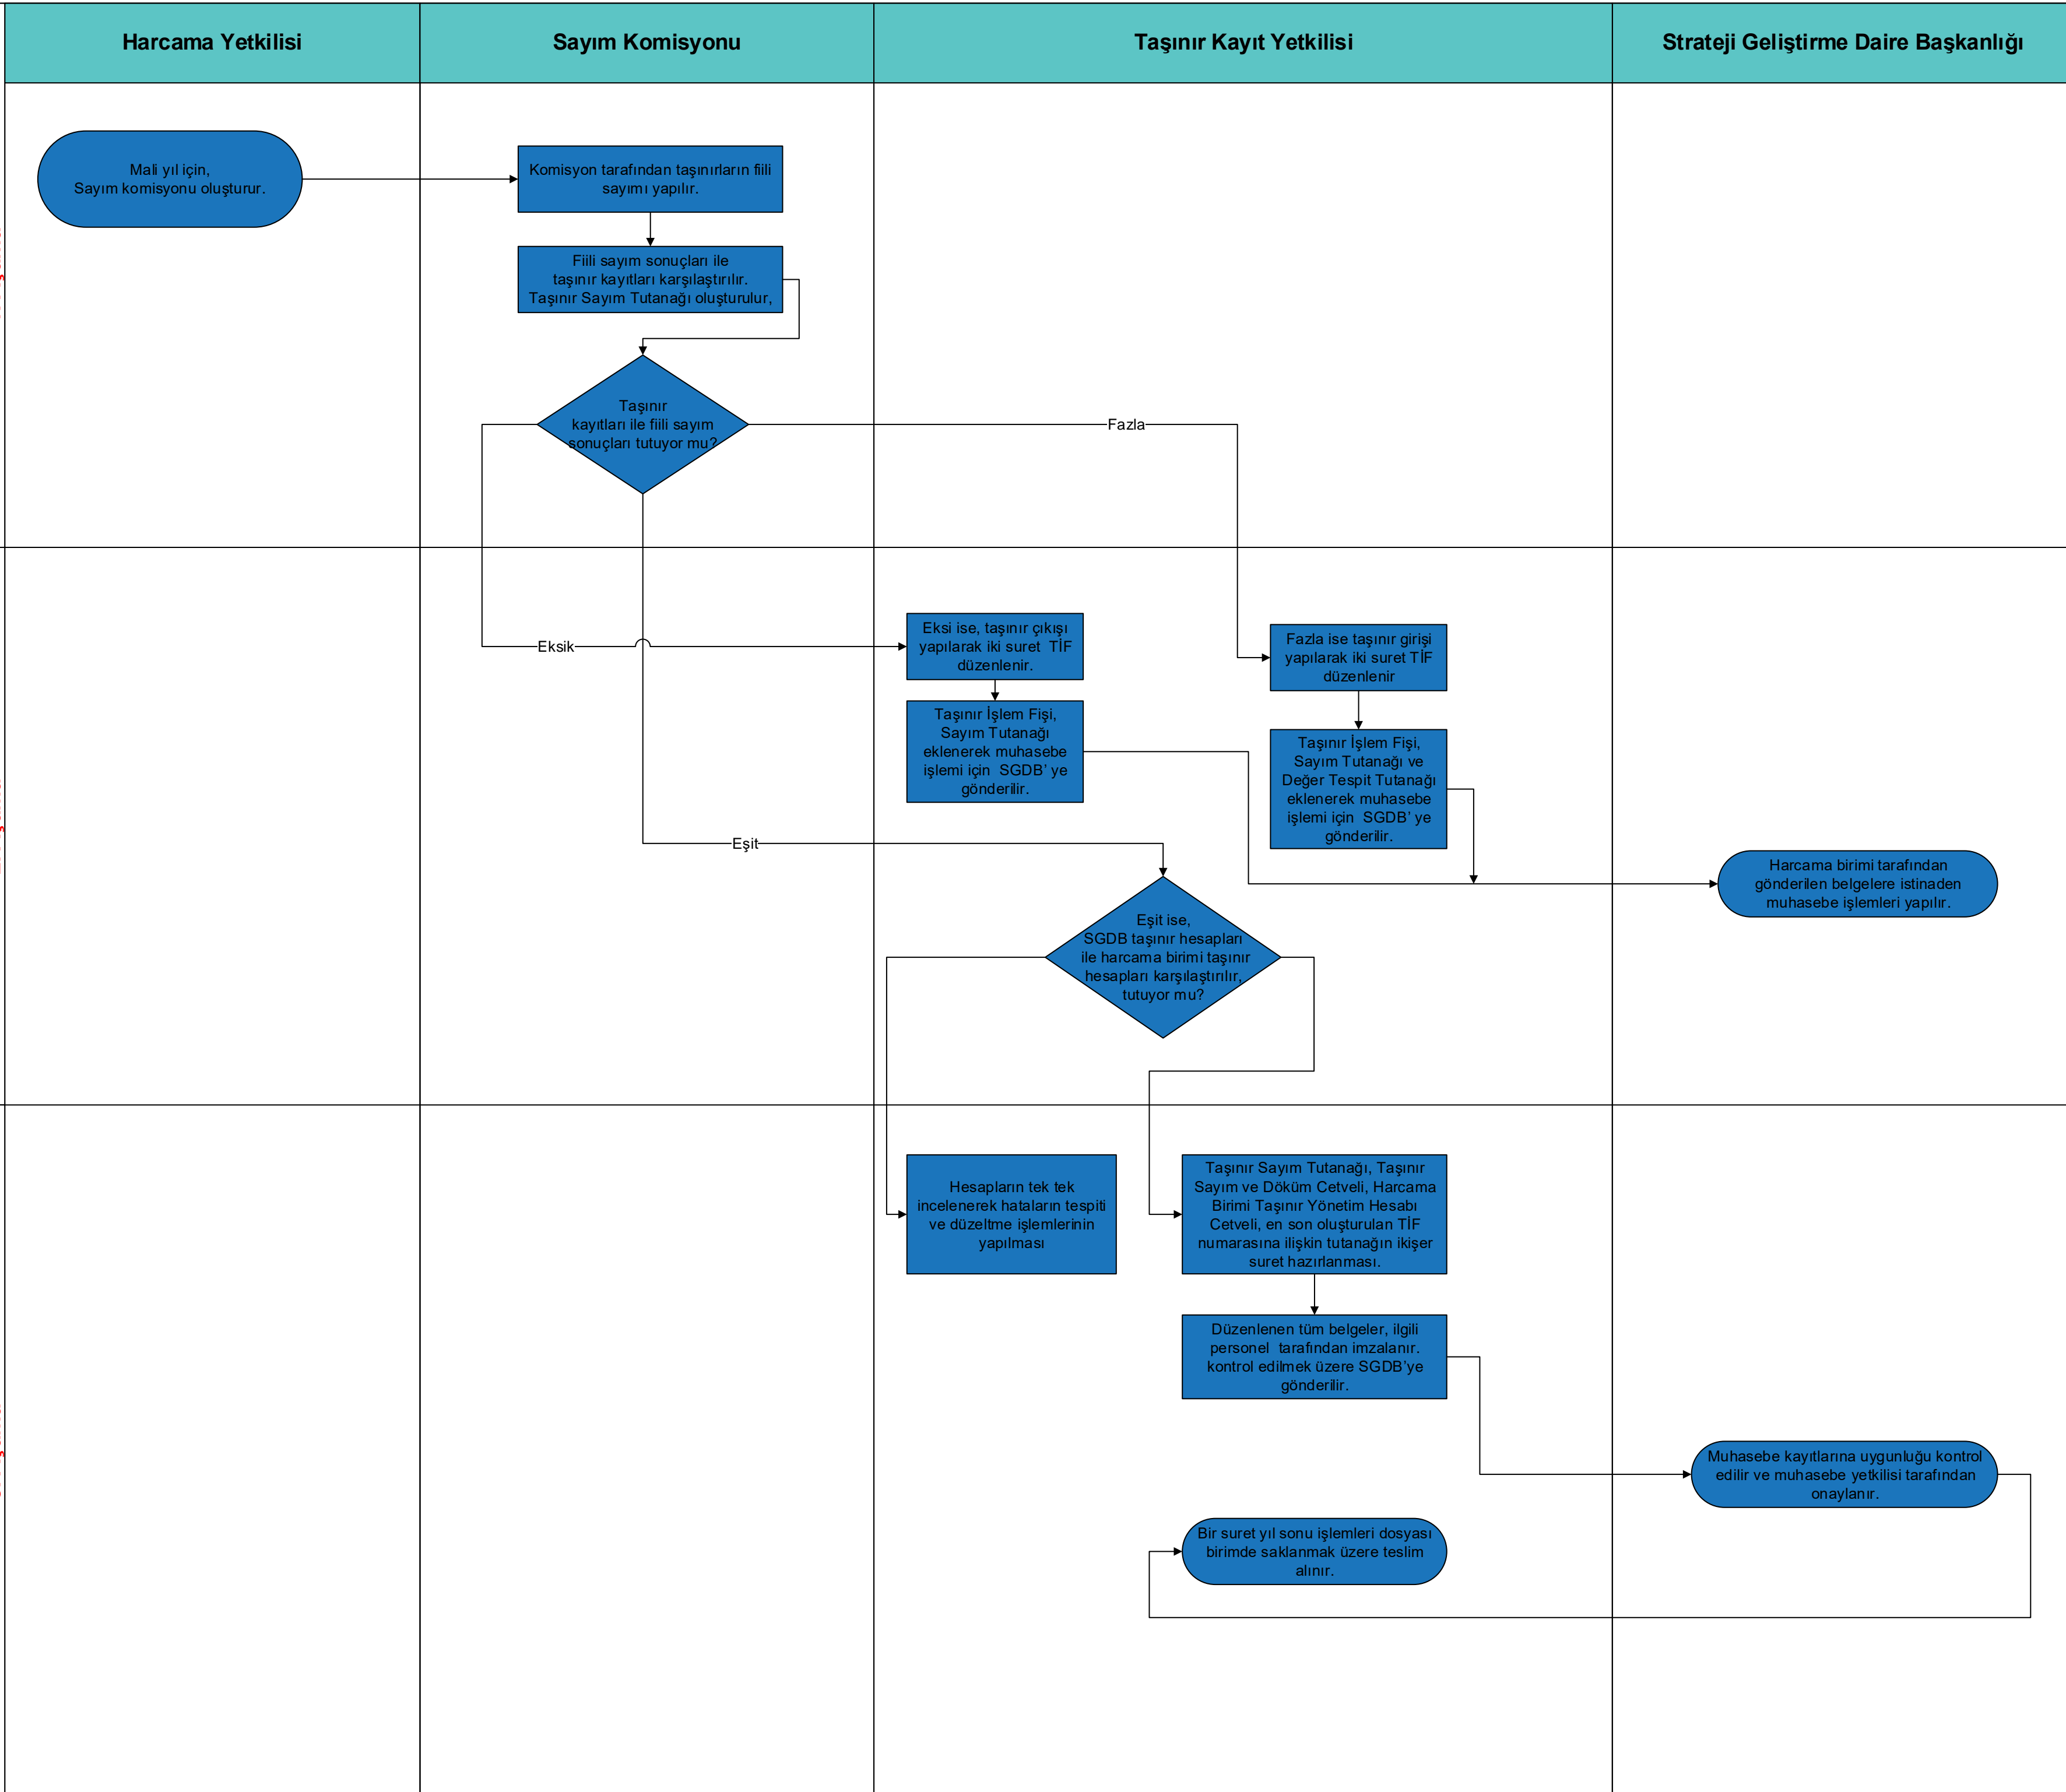 Harcama Yetkilisi
Sayım Komisyonu
Taşınır Kayıt Yetkilisi
Strateji Geliştirme Daire Başkanlığı
Mali yıl için,
Sayım komisyonu oluşturur.
Komisyon tarafından taşınırların fiili
sayımı yapılır.
Fiili sayım sonuçları ile
taşınır kayıtları karşılaştırılır.
Taşınır Sayım Tutanağı oluşturulur,
Taşınır
kayıtları ile fiili sayım
sonuçları tutuyor mu?
Fazla
Eksik
Eksi ise, taşınır çıkışı
yapılarak iki suret  TİF
düzenlenir.
Fazla ise taşınır girişi
yapılarak iki suret TİF
düzenlenir
Taşınır İşlem Fişi,
Sayım Tutanağı
eklenerek muhasebe
işlemi için  SGDB’ ye
gönderilir.
Taşınır İşlem Fişi,
Sayım Tutanağı ve
Değer Tespit Tutanağı
eklenerek muhasebe
işlemi için  SGDB’ ye
gönderilir.
Eşit
Harcama birimi tarafından
gönderilen belgelere istinaden
muhasebe işlemleri yapılır.
Eşit ise,
SGDB taşınır hesapları
ile harcama birimi taşınır
hesapları karşılaştırılır,
tutuyor mu?
Hesapların tek tek
incelenerek hataların tespiti
ve düzeltme işlemlerinin
yapılması
Taşınır Sayım Tutanağı, Taşınır
Sayım ve Döküm Cetveli, Harcama
Birimi Taşınır Yönetim Hesabı
Cetveli, en son oluşturulan TİF
numarasına ilişkin tutanağın ikişer
suret hazırlanması.
Düzenlenen tüm belgeler, ilgili
personel  tarafından imzalanır.
kontrol edilmek üzere SGDB’ye
gönderilir.
Muhasebe kayıtlarına uygunluğu kontrol
edilir ve muhasebe yetkilisi tarafından
onaylanır.
Bir suret yıl sonu işlemleri dosyası
birimde saklanmak üzere teslim
alınır.